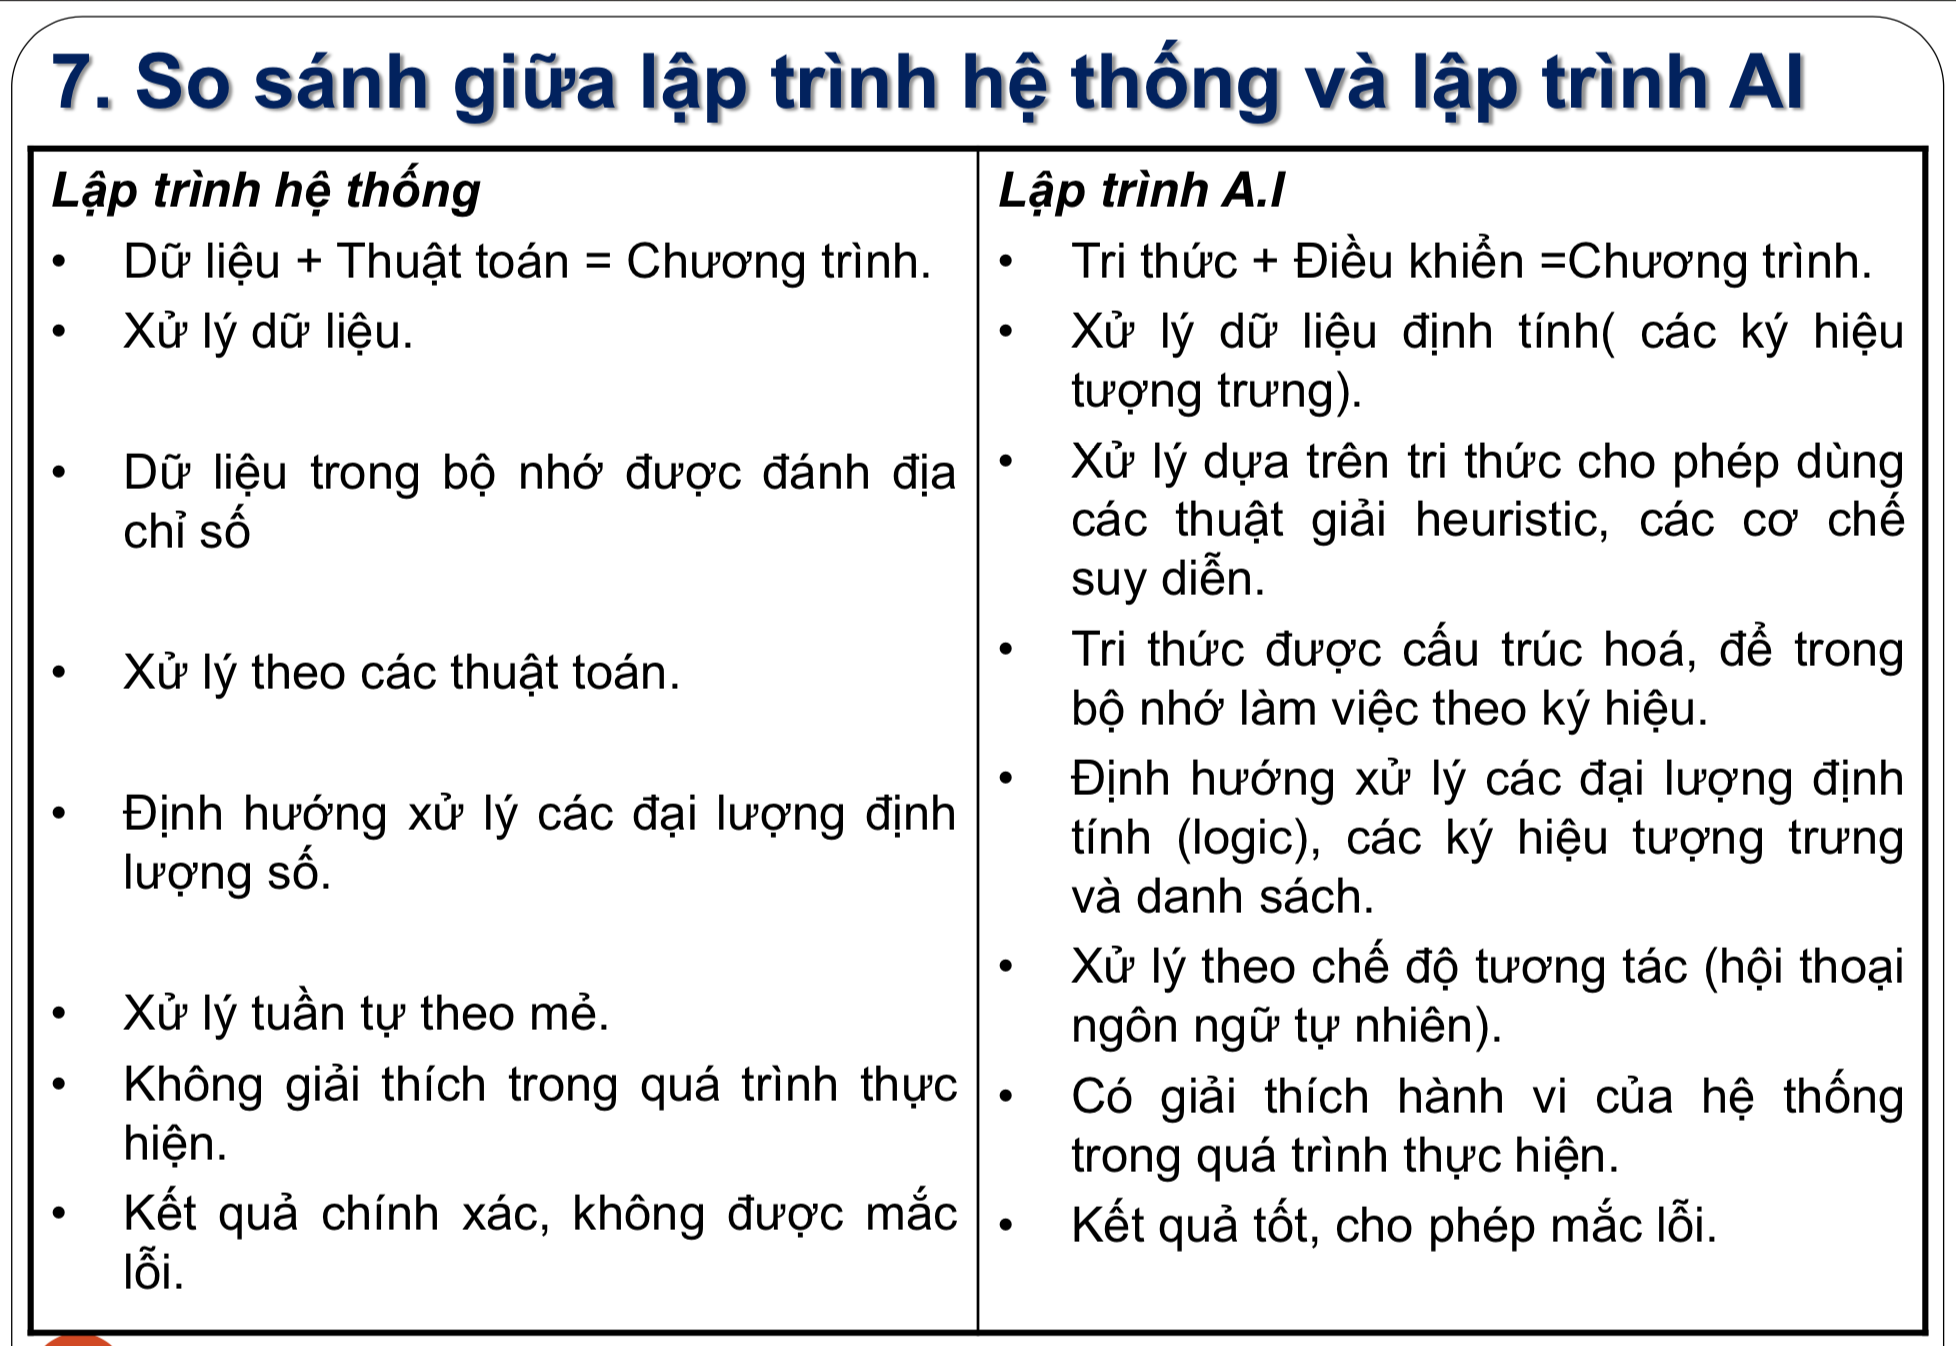 7. So sánh giữa lập trình hệ thống và lập trình AI
Lập trình hệ thống
• Dữ liệu + Thuật toán = Chương trình.
• Xử lý dữ liệu.
• Dữ liệu trong bộ nhớ được đánh địa
chỉ số
• Xử lý theo các thuật toán.
• Định hướng xử lý các đại lượng định
lượng số.
• Xử lý tuần tự theo mẻ.
• Không giải thích trong quá trình thực
hiện.
• Kết quả chính xác, không được mắc
lỗi.
Lập trình A.I
• Tri thức + Điều khiển =Chương trình.
• Xử lý dữ liệu định tính( các ký hiệu
tượng trưng).
• Xử lý dựa trên tri thức cho phép dùng
các thuật giải heuristic, các cơ chế
suy diễn.
• Tri thức được cấu trúc hoá, để trong
bộ nhớ làm việc theo ký hiệu.
• Định hướng xử lý các đại lượng định
tính (logic), các ký hiệu tượng trưng
và danh sách.
• Xử lý theo chế độ tương tác (hội thoại
ngôn ngữ tự nhiên).
• Có giải thích hành vi của hệ thống
trong quá trình thực hiện.
• Kết quả tốt, cho phép mắc lỗi.